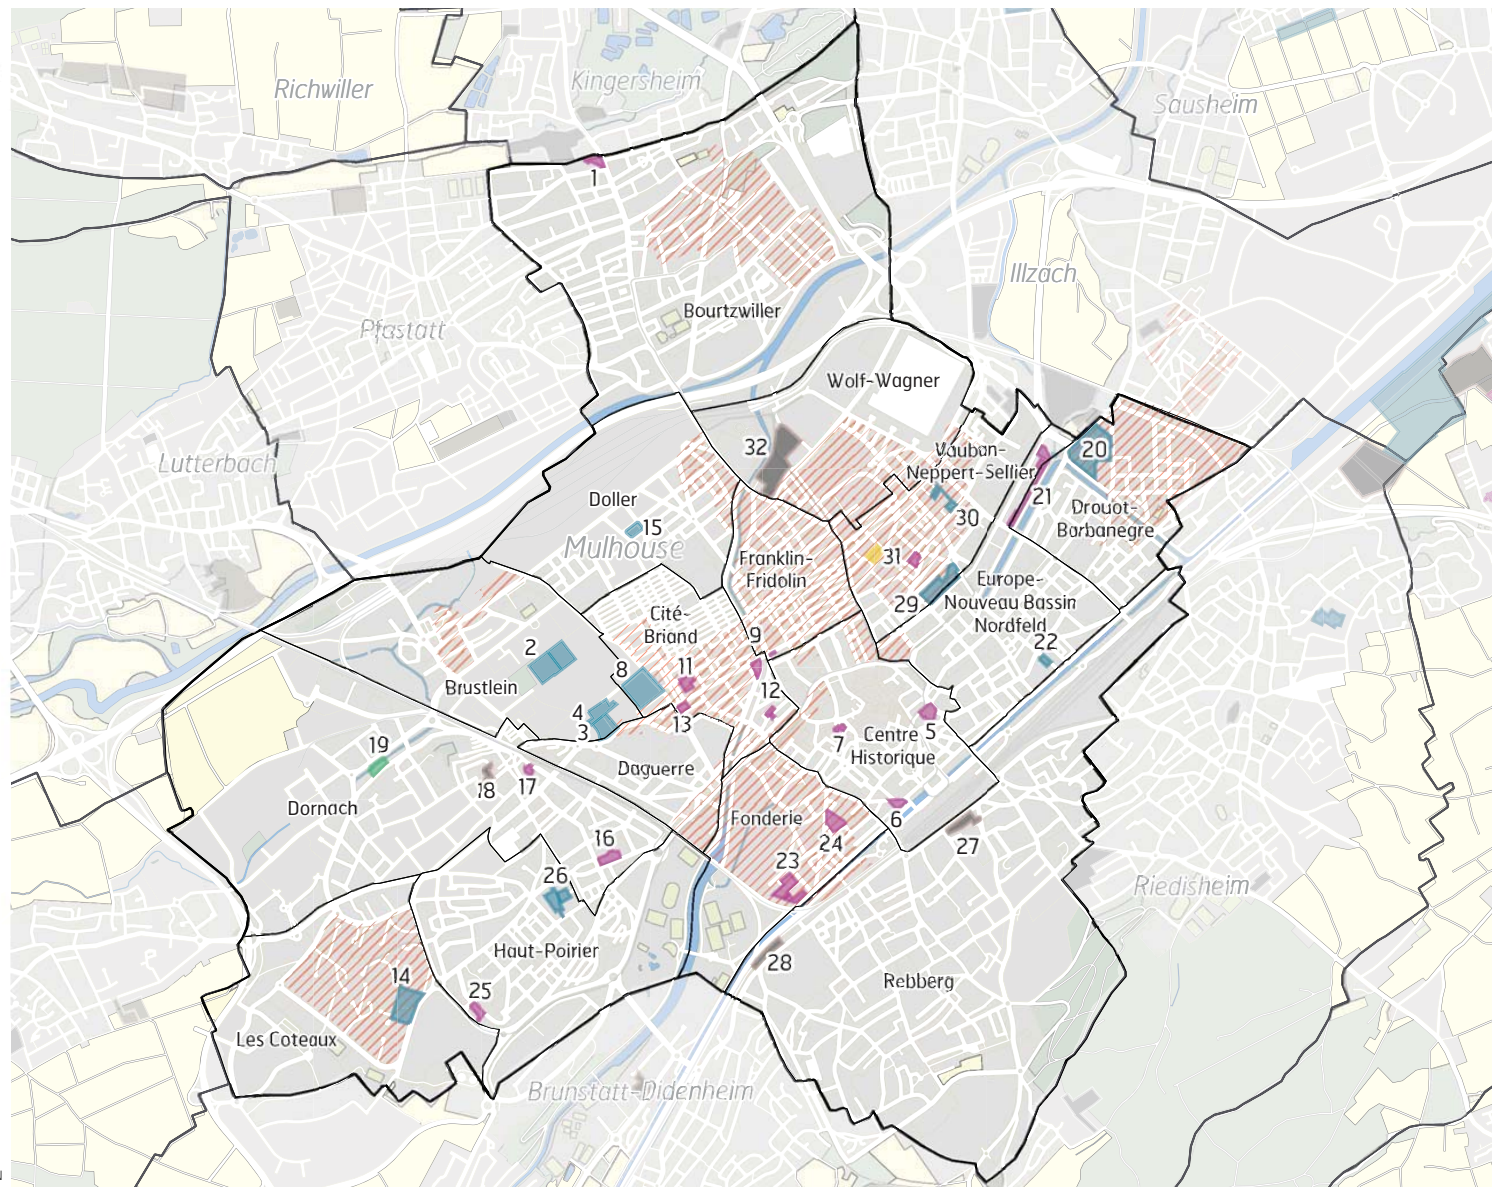 Richwiller
Kingersheim
Sausheim
1
Illzach
Bourtzwiller
Pfastatt
Wolf-Wagner
32
Vauban-
Neppert-Sellier
20
Lutterbach
21
Doller
15
30
Drouot-
Barbanegre
Mulhouse
Franklin-
Fridolin
31
Europe-
Nouveau Bassin
Nordfeld
29
Cité-
Briand
9
22
2
8
11
Brustlein
12
4
3
13
5
7
Centre
Historique
19
Daguerre
18
17
Dornach
Fonderie
6
24
27
16
23
26
Riedisheim
Haut-Poirier
28
14
Rebberg
25
Les Coteaux
Brunstatt-Didenheim